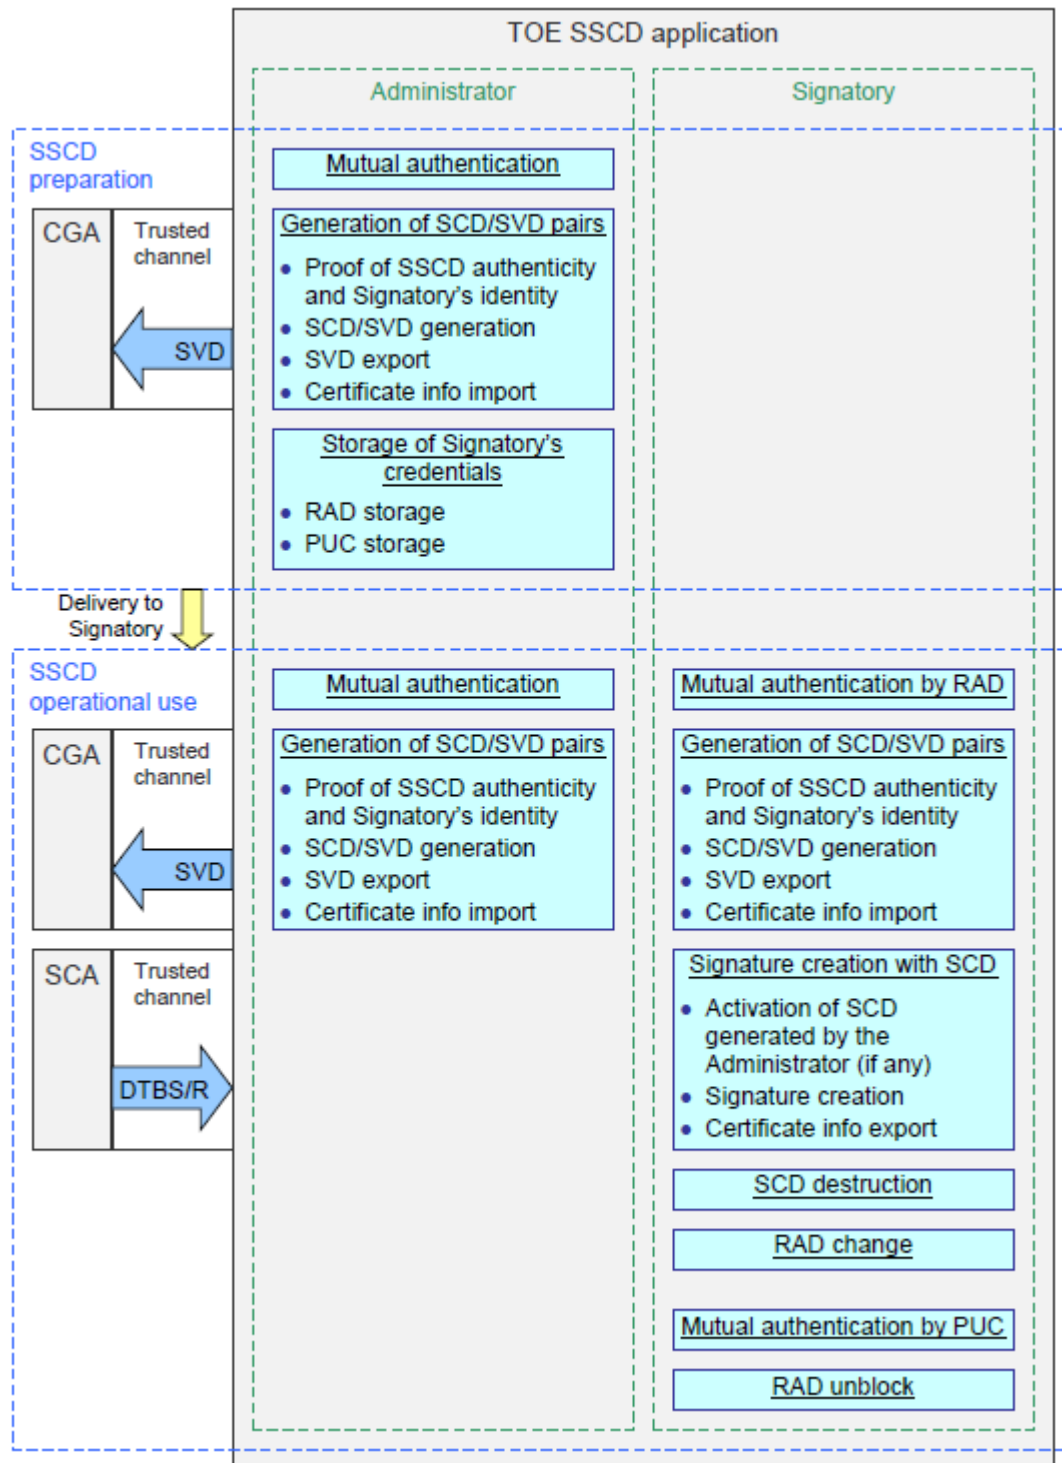 TOE SSCD application
Administrator
Signatory
SSCD
preparation
Mutual authentication
CGA
Trusted
channel
SVD
Generation of SCD/SVD pairs
• Proof of SSCD authenticity
and Signatory's identity
• SCD/SVD generation
• SVD export
• Certificate info import
Storage of Signatory's
credentials
• RAD storage
• PUC storage
Delivery to
Signatory
SSCD
operational use
Mutual authentication
Mutual authentication by RAD
CGA
Trusted
channel
SVD
Generation of SCD/SVD pairs
• Proof of SSCD authenticity
and Signatory's identity
• SCD/SVD generation
• SVD export
• Certificate info import
Generation of SCD/SVD pairs
• Proof of SSCD authenticity
and Signatory's identity
• SCD/SVD generation
• SVD export
• Certificate info import
SCA
Trusted
channel
DTBS/R
Signature creation with SCD
• Activation of SCD
generated by the
Administrator (if any)
• Signature creation
• Certificate info export
SCD destruction
RAD change
Mutual authentication by PUC
RAD unblock